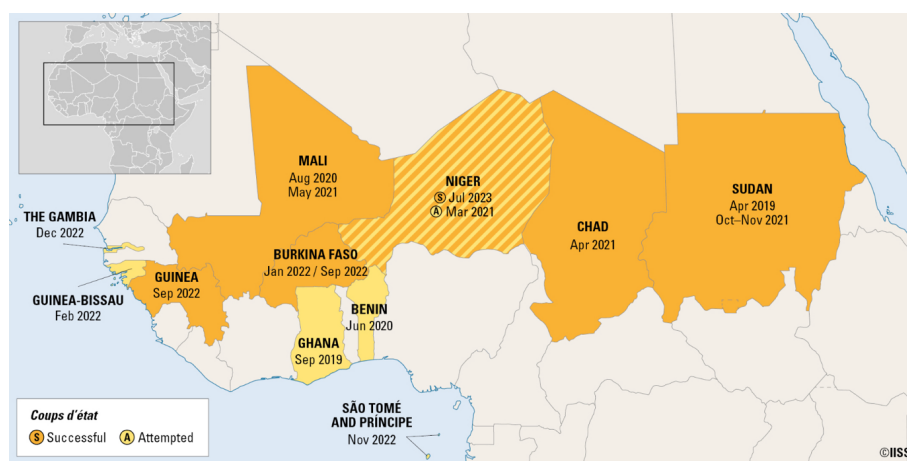 MALI
Aug 2020
May 2021
NIGER
S Jul 2023
A Mar 2021
SUDAN
Apr 2019
Oct–Nov 2021
CHAD
Apr 2021
THE GAMBIA
Dec 2022
BURKINA FASO
Jan 2022 / Sep 2022
GUINEA
Sep 2022
GUINEA-BISSAU
Feb 2022
BENIN
Jun 2020
GHANA
Sep 2019
SÃO TOMÉ
AND PRÍNCIPE
Nov 2022
Coups d’état
S Successful A Attempted
©IISS